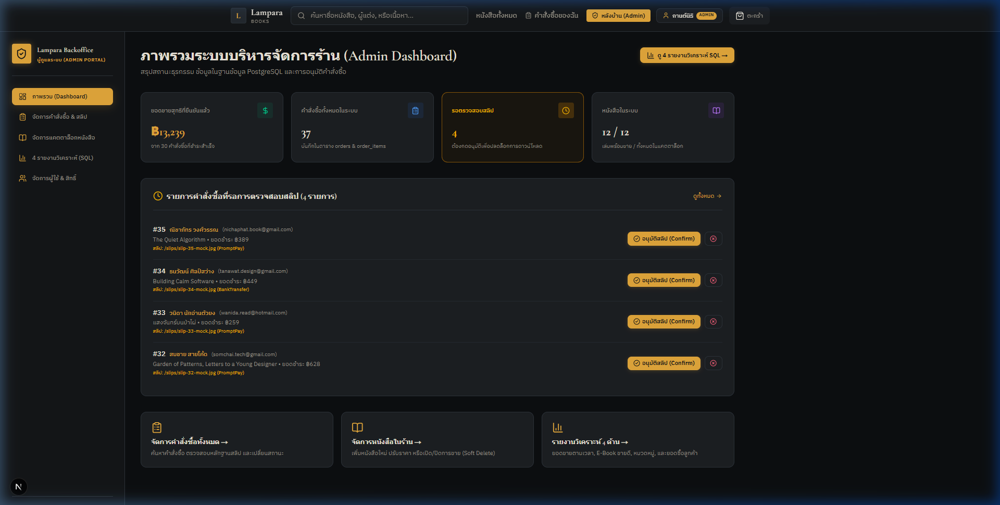 L
Lampara
BOOKS
ค้นหาชื่อหนังสือ, ผู้แต่ง, หรือเนื้อหา...
หนังสือทั้งหมด
คำสั่งซื้อของฉัน
หลังบ้าน (Admin)
กานต์นิธิ ADMIN
ตะกร้า
Lampara Backoffice
ผู้ดูแลระบบ (ADMIN PORTAL)
ภาพรวม (Dashboard)
จัดการคำสั่งซื้อ & สลิป
จัดการแคตตาล็อกหนังสือ
4 รายงานวิเคราะห์ (SQL)
จัดการผู้ใช้ & สิทธิ์
N
ภาพรวมระบบบริหารจัดการร้าน (Admin Dashboard)
สรุปสถานะธุรกรรม ข้อมูลในฐานข้อมูล PostgreSQL และการอนุมัติคำสั่งซื้อ
ดู 4 รายงานวิเคราะห์ SQL →
ยอดขายสุทธิที่ยืนยันแล้ว
฿13,239
จาก 30 คำสั่งซื้อที่ชำระสำเร็จ
คำสั่งซื้อทั้งหมดในระบบ
37
บันทึกในตาราง orders & order_items
รอตรวจสอบสลิป
4
ต้องกดอนุมัติเพื่อปลดล็อกการดาวน์โหลด
หนังสือในระบบ
12 / 12
เล่มพร้อมขาย / ทั้งหมดในแคตตาล็อก
รายการคำสั่งซื้อที่รอการตรวจสอบสลิป (4 รายการ)
ดูทั้งหมด →
#35 ณิชาภัทร วงศ์วรรณ (nichaphat.book@gmail.com)
The Quiet Algorithm • ยอดชำระ ฿389
สลิป: /slips/slip-35-mock.jpg (PromptPay)
อนุมัติสลิป (Confirm)
#34 ธนวัฒน์ ศิลป์สว่าง (tanawat.design@gmail.com)
Building Calm Software • ยอดชำระ ฿449
สลิป: /slips/slip-34-mock.jpg (BankTransfer)
อนุมัติสลิป (Confirm)
#33 วนิดา นักอ่านตัวยง (wanida.read@hotmail.com)
แสงจันทร์บนป่าไผ่ • ยอดชำระ ฿259
สลิป: /slips/slip-33-mock.jpg (PromptPay)
อนุมัติสลิป (Confirm)
#32 สมชาย สายโค้ด (somchai.tech@gmail.com)
Garden of Patterns, Letters to a Young Designer • ยอดชำระ ฿628
สลิป: /slips/slip-32-mock.jpg (PromptPay)
อนุมัติสลิป (Confirm)
จัดการคำสั่งซื้อทั้งหมด →
ค้นหาคำสั่งซื้อ ตรวจสอบหลักฐานสลิป และเปลี่ยนสถานะ
จัดการหนังสือในร้าน →
เพิ่มหนังสือใหม่ ปรับราคา หรือเปิด/ปิดการขาย (Soft Delete)
รายงานวิเคราะห์ 4 ด้าน →
ยอดขายตามเวลา, E-Book ขายดี, หมวดหมู่, และยอดซื้อลูกค้า